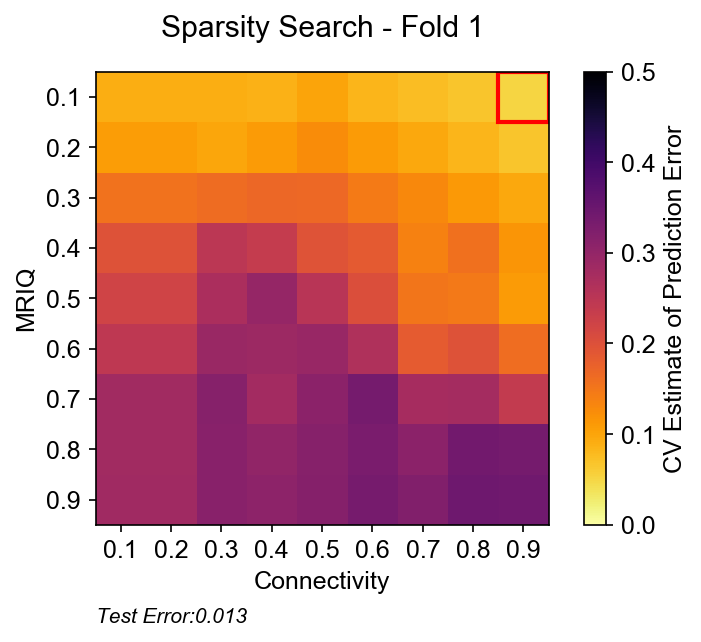 Sparsity Search - Fold 1
0.1
0.2
0.3
0.4
0.5
0.6
0.7
0.8
0.9
MRIQ
0.1 0.2 0.3 0.4 0.5 0.6 0.7 0.8 0.9
Connectivity
Test Error:0.013
0.5
0.4
0.3
0.2
0.1
0.0
CV Estimate of Prediction Error